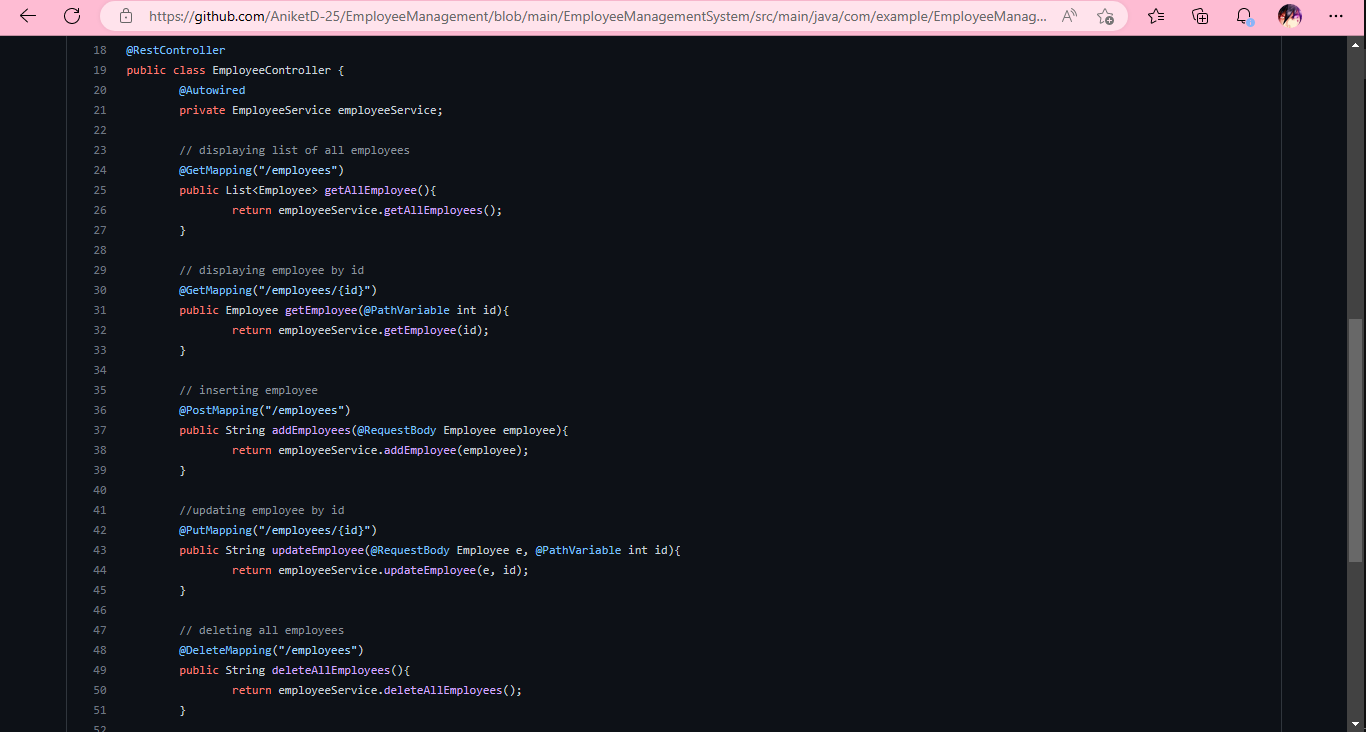 https://github.com/AniketD-25/EmployeeManagement/blob/main/EmployeeManagementSystem/src/main/java/com/example/EmployeeManag...
18 @RestController
19 public class EmployeeController {
20 @Autowired
21 private EmployeeService employeeService;
22
23 // displaying list of all employees
24 @GetMapping("/employees")
25 public List<Employee> getAllEmployee(){
26 return employeeService.getAllEmployees();
27 }
28
29 // displaying employee by id
30 @GetMapping("/employees/{id}")
31 public Employee getEmployee(@PathVariable int id){
32 return employeeService.getEmployee(id);
33 }
34
35 // inserting employee
36 @PostMapping("/employees")
37 public String addEmployees(@RequestBody Employee employee){
38 return employeeService.addEmployee(employee);
39 }
40
41 //updating employee by id
42 @PutMapping("/employees/{id}")
43 public String updateEmployee(@RequestBody Employee e, @PathVariable int id){
44 return employeeService.updateEmployee(e, id);
45 }
46
47 // deleting all employees
48 @DeleteMapping("/employees")
49 public String deleteAllEmployees(){
50 return employeeService.deleteAllEmployees();
51 }
52